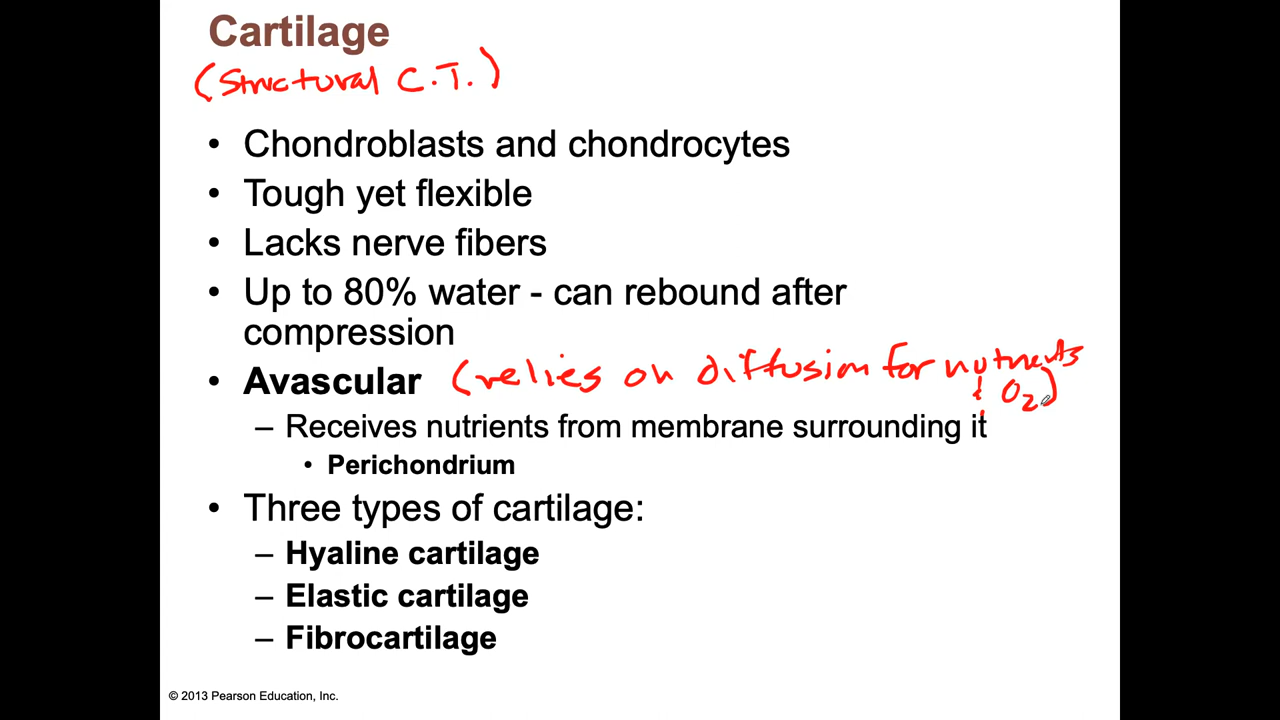 Cartilage
(Structural C.T.)
• Chondroblasts and chondrocytes
• Tough yet flexible
• Lacks nerve fibers
• Up to 80% water - can rebound after
compression
• Avascular (relies on diffusion for nutrients
& O2)
– Receives nutrients from membrane surrounding it
• Perichondrium
• Three types of cartilage:
– Hyaline cartilage
– Elastic cartilage
– Fibrocartilage
© 2013 Pearson Education, Inc.